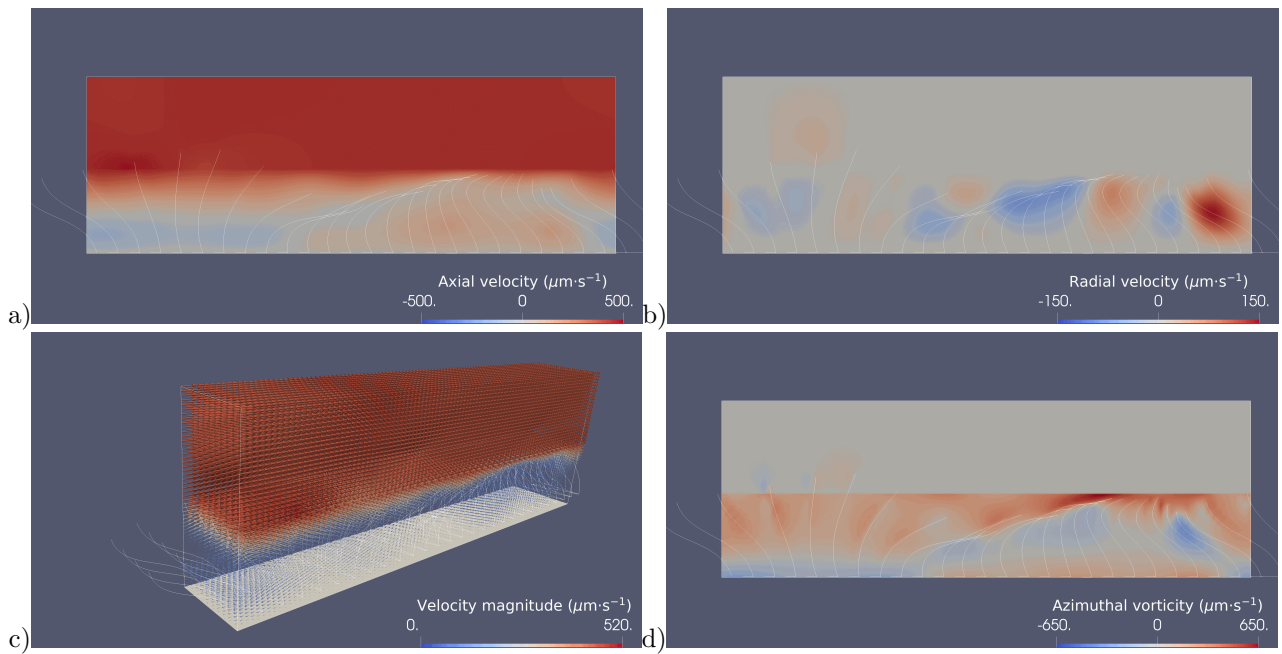 Axial velocity (μm·s⁻¹)
-500. 0 500.
a)
Radial velocity (μm·s⁻¹)
-150. 0 150.
b)
Velocity magnitude (μm·s⁻¹)
0. 520.
c)
Azimuthal vorticity (μm·s⁻¹)
-650. 0 650.
d)